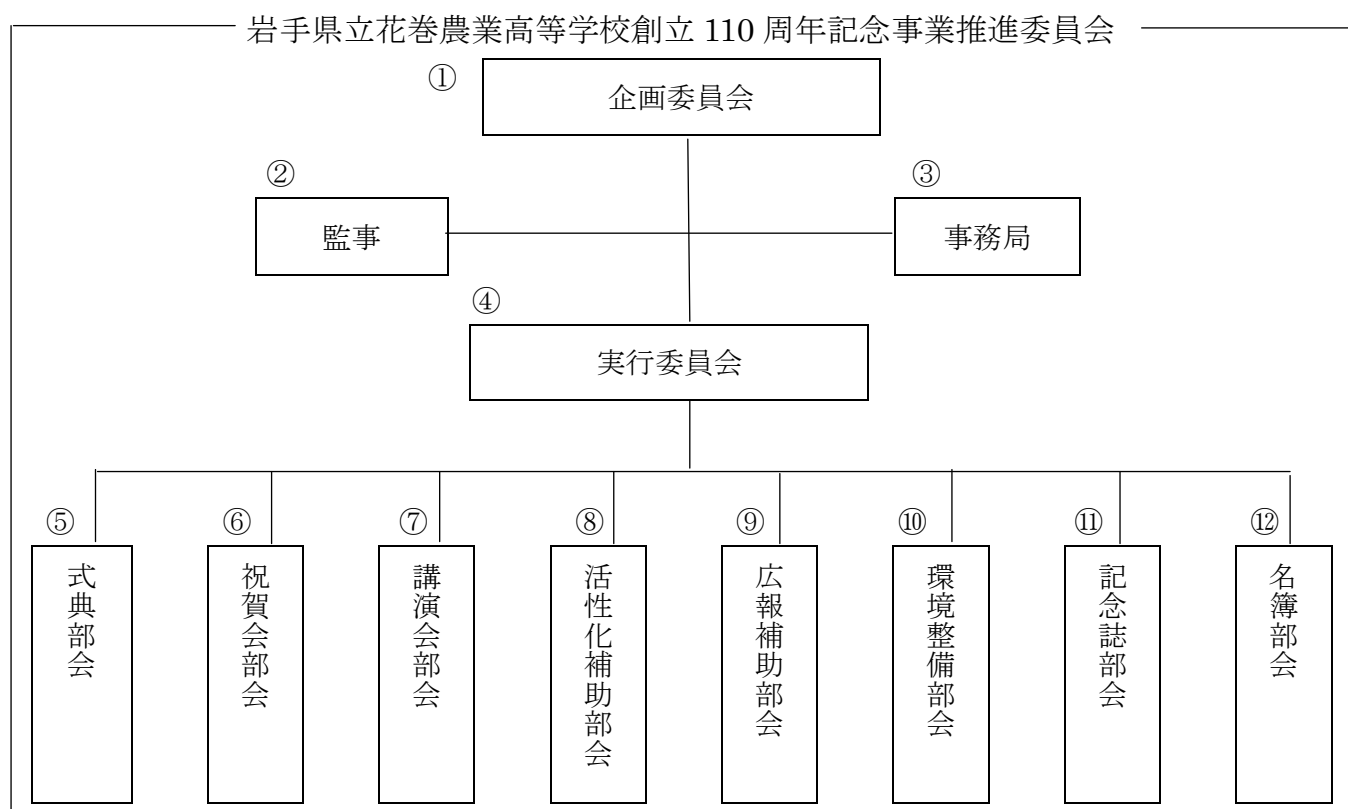 岩手県立花巻農業高等学校創立 110 周年記念事業推進委員会
①
企画委員会
②
監事
③
事務局
④
実行委員会
⑤
式典部会
⑥
祝賀会部会
⑦
講演会部会
⑧
活性化補助部会
⑨
広報補助部会
⑩
環境整備部会
⑪
記念誌部会
⑫
名簿部会